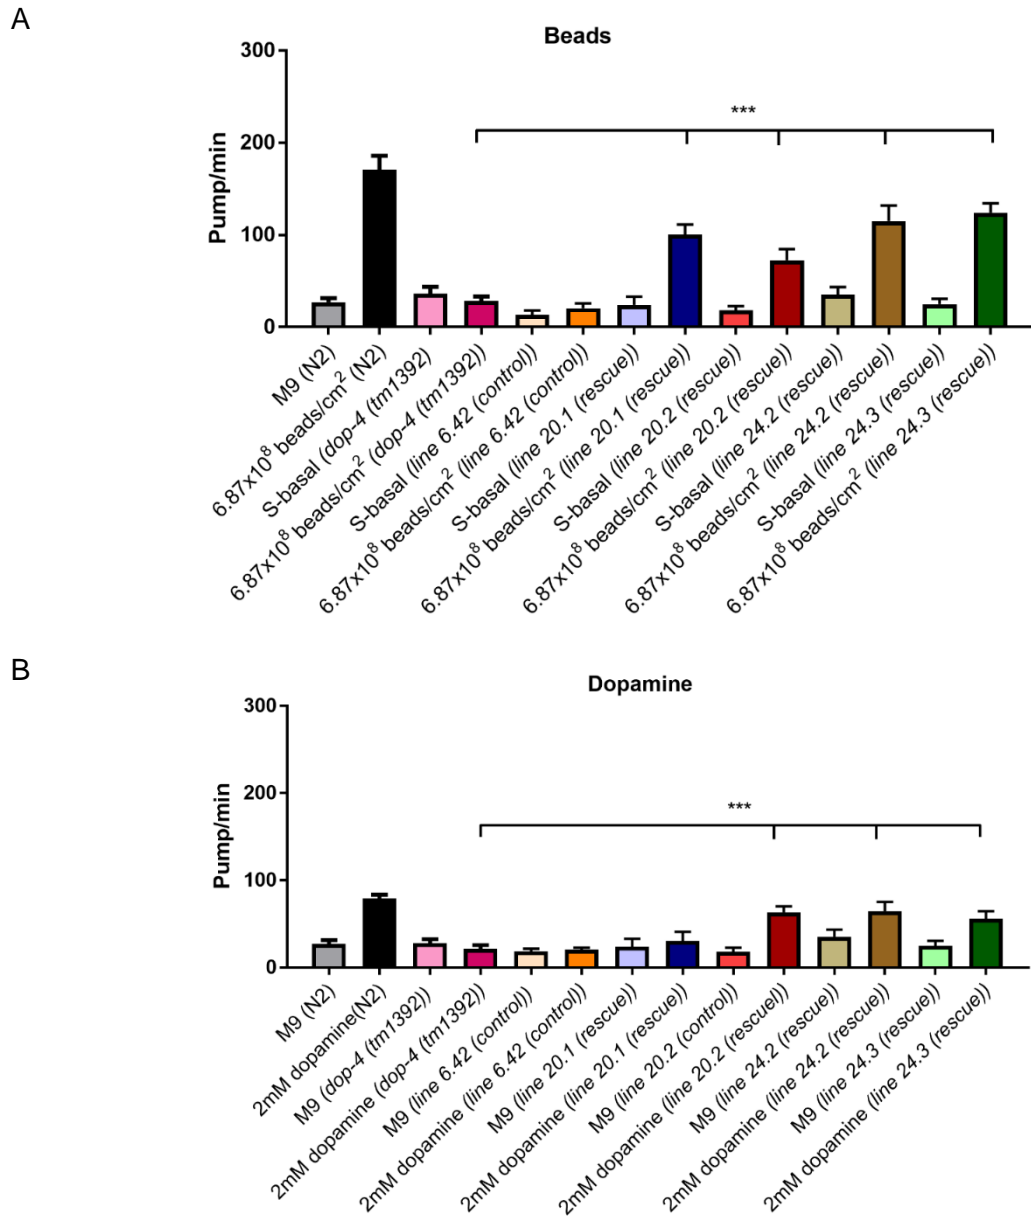 A
Beads
300
200
100
0
Pump/min
***
M9 (N2)
6.87x10⁸ beads/cm² (N2)
S-basal (dop-4 (tm1392)
6.87x10⁸ beads/cm² (dop-4 (tm1392))
S-basal (line 6.42 (control))
6.87x10⁸ beads/cm² (line 6.42 (control))
S-basal (line 20.1 (rescue))
6.87x10⁸ beads/cm² (line 20.1 (rescue))
S-basal (line 20.2 (rescue))
6.87x10⁸ beads/cm² (line 20.2 (rescue))
S-basal (line 24.2 (rescue))
6.87x10⁸ beads/cm² (line 24.2 (rescue))
S-basal (line 24.3 (rescue))
6.87x10⁸ beads/cm² (line 24.3 (rescue))
B
Dopamine
300
200
100
0
Pump/min
***
M9 (N2)
2mM dopamine(N2)
M9 (dop-4 (tm1392))
2mM dopamine (dop-4 (tm1392))
M9 (line 6.42 (control))
2mM dopamine (line 6.42 (control))
M9 (line 20.1 (rescue))
2mM dopamine (line 20.1 (rescue))
M9 (line 20.2 (control))
2mM dopamine (line 20.2 (rescuel))
M9 (line 24.2 (rescue))
2mM dopamine (line 24.2 (rescue))
M9 (line 24.3 (rescue))
2mM dopamine (line 24.3 (rescue))